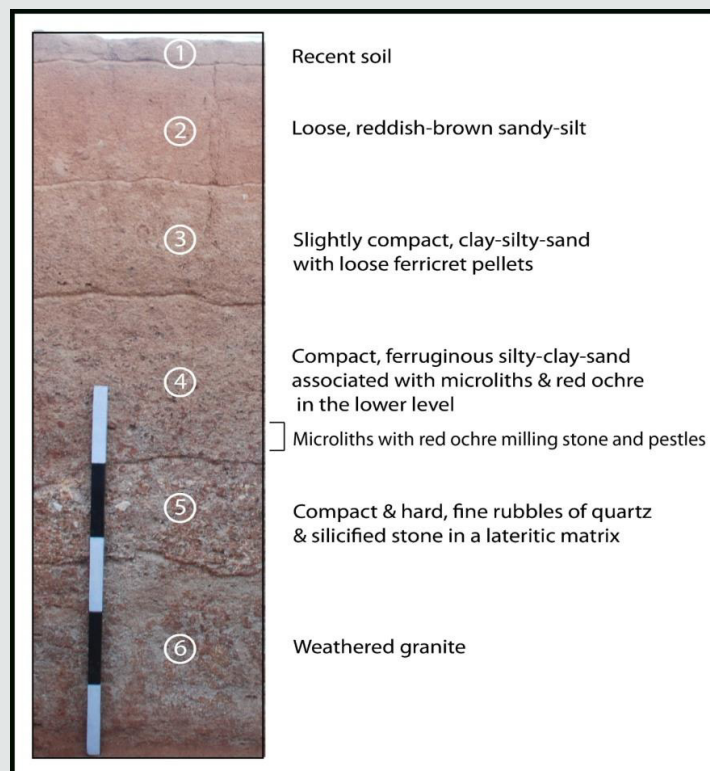 1
Recent soil
2
Loose, reddish-brown sandy-silt
3
Slightly compact, clay-silty-sand
with loose ferricret pellets
4
Compact, ferruginous silty-clay-sand
associated with microliths & red ochre
in the lower level
Microliths with red ochre milling stone and pestles
5
Compact & hard, fine rubbles of quartz
& silicified stone in a lateritic matrix
6
Weathered granite